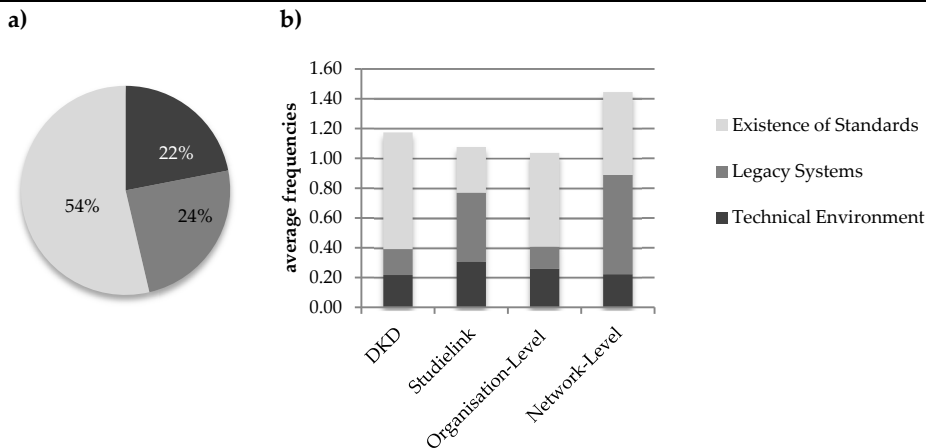 a)
22%
24%
54%
b)
average frequencies
1.60
1.40
1.20
1.00
0.80
0.60
0.40
0.20
0.00
DKD
Studielink
Organisation-Level
Network-Level
Existence of Standards
Legacy Systems
Technical Environment